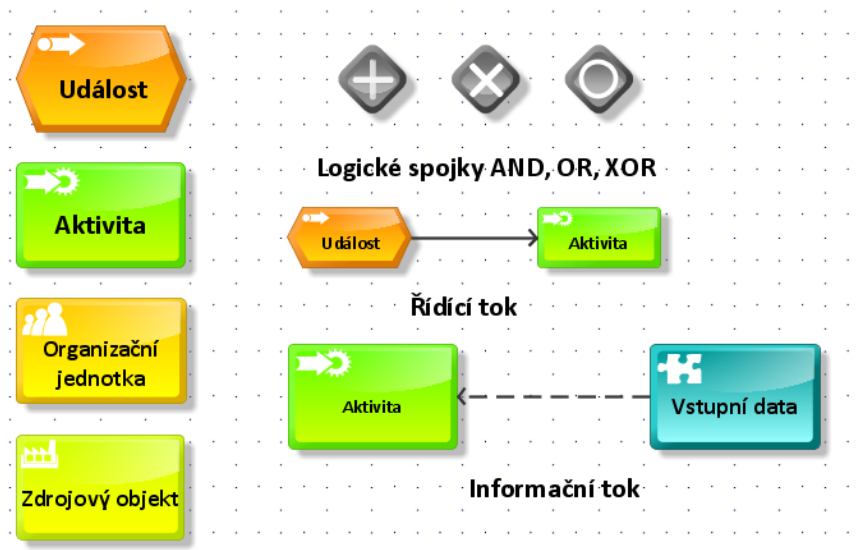 Událost
Aktivita
Organizační
jednotka
Zdrojový objekt
Logické spojky AND, OR, XOR
Událost
Aktivita
Řídící tok
Aktivita
Vstupní data
Informační tok